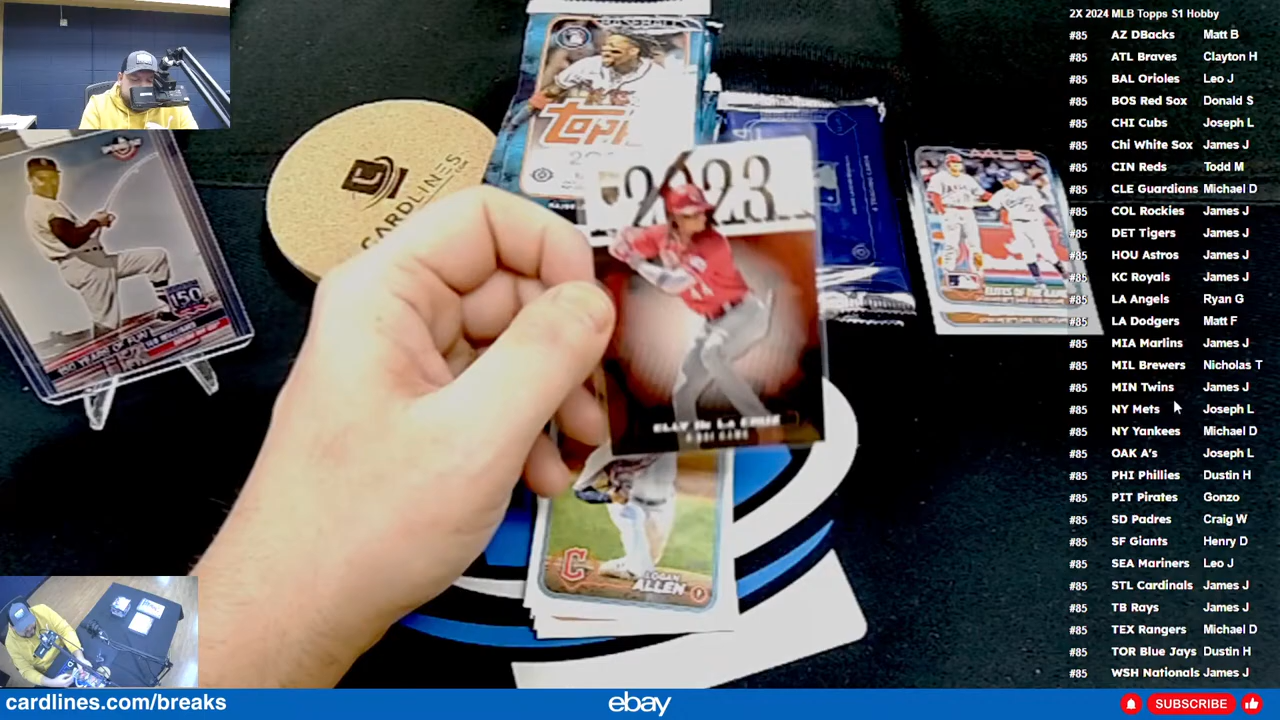 2X 2024 MLB Topps S1 Hobby
#85 AZ DBacks Matt B
#85 ATL Braves Clayton H
#85 BAL Orioles Leo J
#85 BOS Red Sox Donald S
#85 CHI Cubs Joseph L
#85 Chi White Sox James J
#85 CIN Reds Todd M
#85 CLE Guardians Michael D
#85 COL Rockies James J
#85 DET Tigers James J
#85 HOU Astros James J
#85 KC Royals James J
#85 LA Angels Ryan G
#85 LA Dodgers Matt F
#85 MIA Marlins James J
#85 MIL Brewers Nicholas T
#85 MIN Twins James J
#85 NY Mets Joseph L
#85 NY Yankees Michael D
#85 OAK A's Joseph L
#85 PHI Phillies Dustin H
#85 PIT Pirates Gonzo
#85 SD Padres Craig W
#85 SF Giants Henry D
#85 SEA Mariners Leo J
#85 STL Cardinals James J
#85 TB Rays James J
#85 TEX Rangers Michael D
#85 TOR Blue Jays Dustin H
#85 WSH Nationals James J
BASEBALL
topps
CARDLINES
2023
ELLY De LA CRUZ
C
LOGAN
ALLEN
150
YEARS OF FUN
cardlines.com/breaks
ebay
SUBSCRIBE